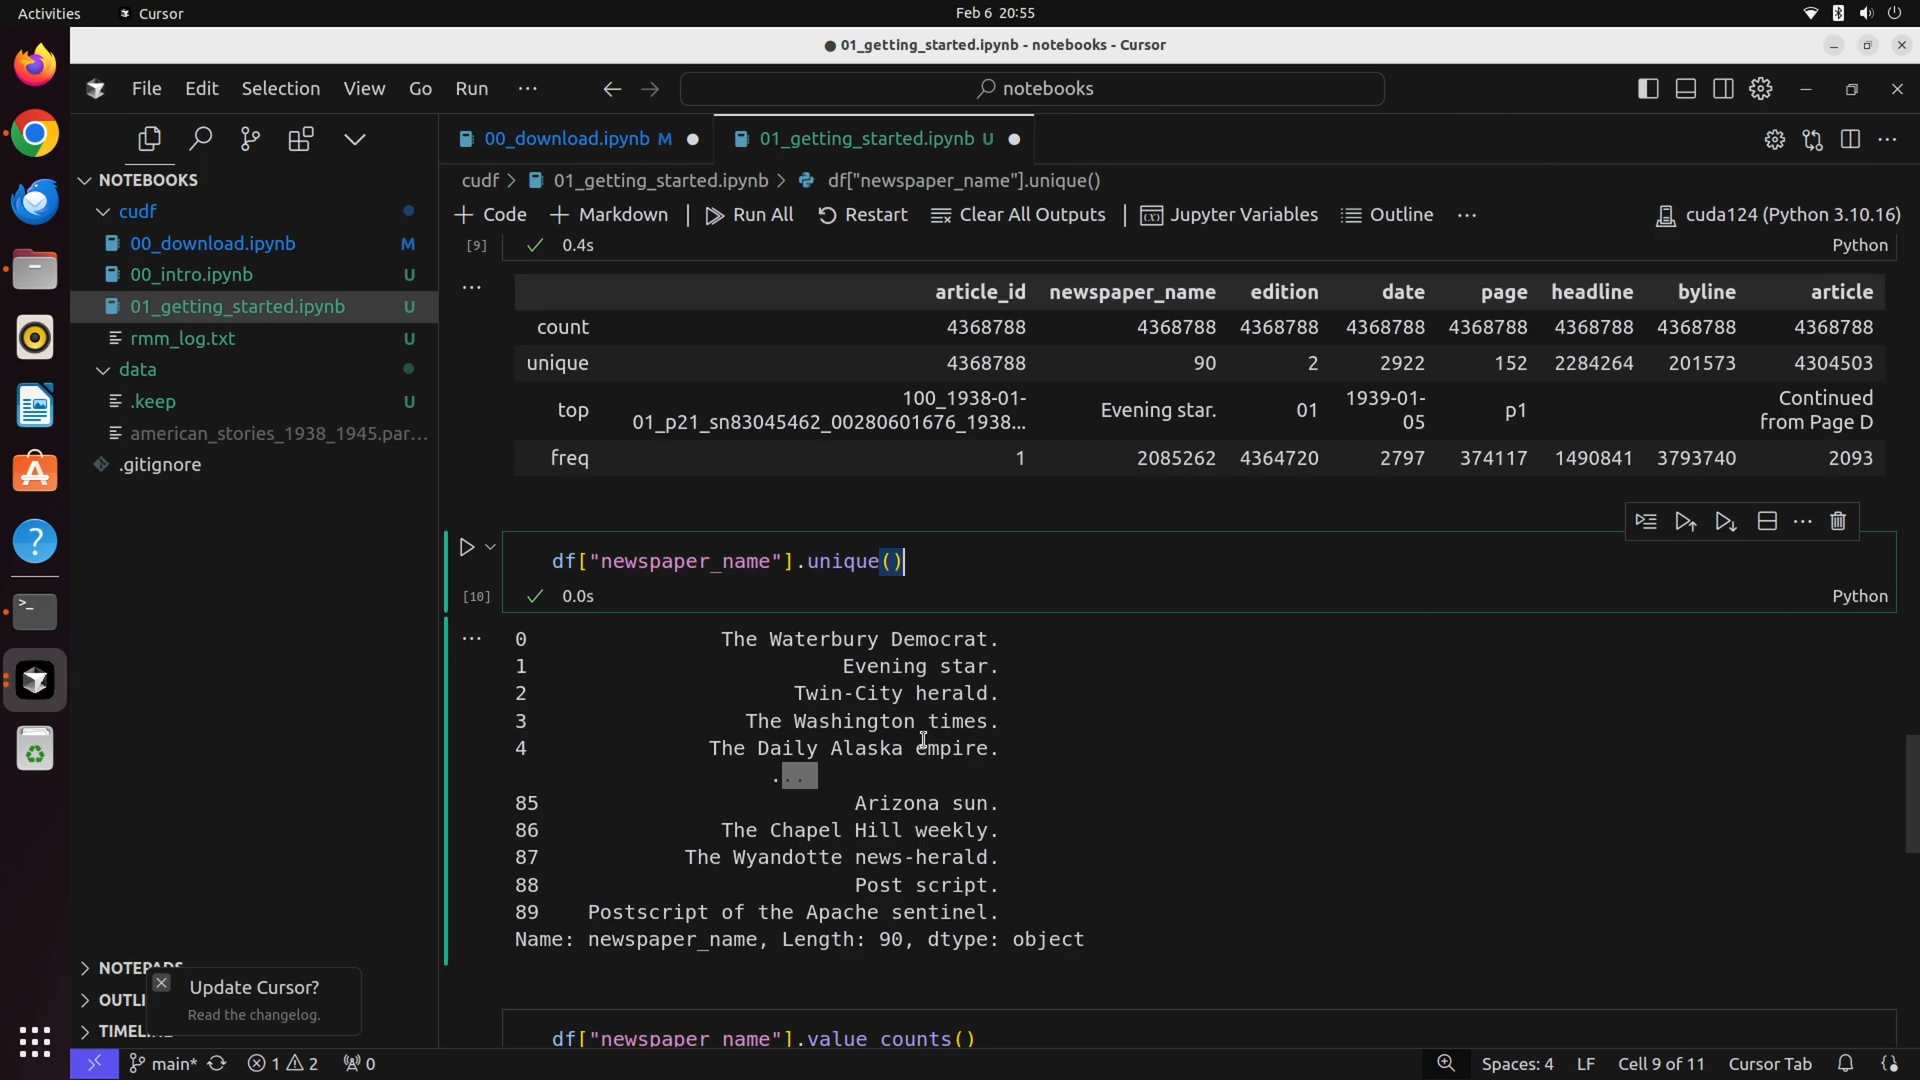 Activities
Cursor
Feb 6 20:55
01_getting_started.ipynb - notebooks - Cursor
File Edit Selection View Go Run ···
notebooks
00_download.ipynb M
01_getting_started.ipynb U
NOTEBOOKS
cudf
00_download.ipynb M
00_intro.ipynb U
01_getting_started.ipynb U
rmm_log.txt U
data
.keep U
american_stories_1938_1945.par...
.gitignore
NOTEPADS
OUTLI
TIMELI
Update Cursor?
Read the changelog.
cudf > 01_getting_started.ipynb > df["newspaper_name"].unique()
+ Code + Markdown | Run All Restart Clear All Outputs | Jupyter Variables Outline ···
cuda124 (Python 3.10.16)
[9] ✓ 0.4s Python
article_id newspaper_name edition date page headline byline article
count 4368788 4368788 4368788 4368788 4368788 4368788 4368788 4368788
unique 4368788 90 2 2922 152 2284264 201573 4304503
top 100_1938-01- Evening star. 01 1939-01- p1 Continued
01_p21_sn83045462_00280601676_1938... 05 from Page D
freq 1 2085262 4364720 2797 374117 1490841 3793740 2093
df["newspaper_name"].unique()
[10] ✓ 0.0s Python
0 The Waterbury Democrat.
1 Evening star.
2 Twin-City herald.
3 The Washington times.
4 The Daily Alaska empire.
...
85 Arizona sun.
86 The Chapel Hill weekly.
87 The Wyandotte news-herald.
88 Post script.
89 Postscript of the Apache sentinel.
Name: newspaper_name, Length: 90, dtype: object
df["newspaper_name"].value_counts()
main* 1 2 0
Spaces: 4 LF Cell 9 of 11 Cursor Tab